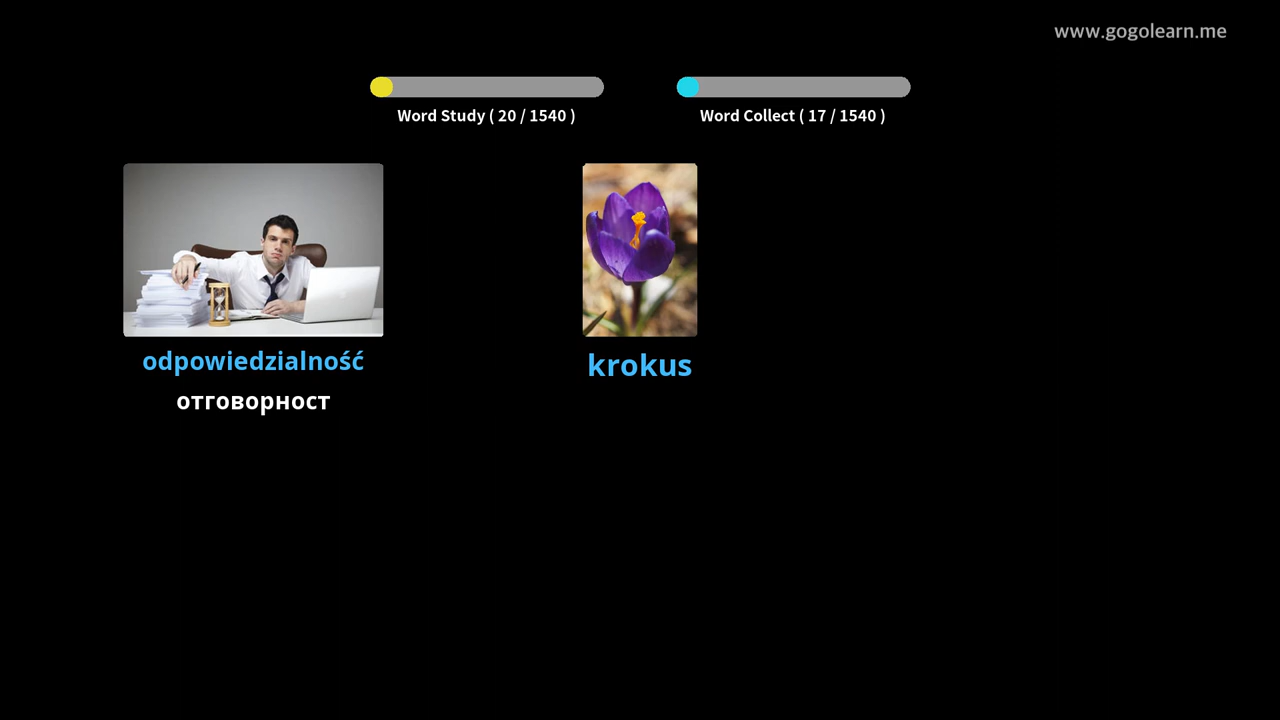 www.gogolearn.me
Word Study ( 20 / 1540 )
Word Collect ( 17 / 1540 )
odpowiedzialność
отговорност
krokus